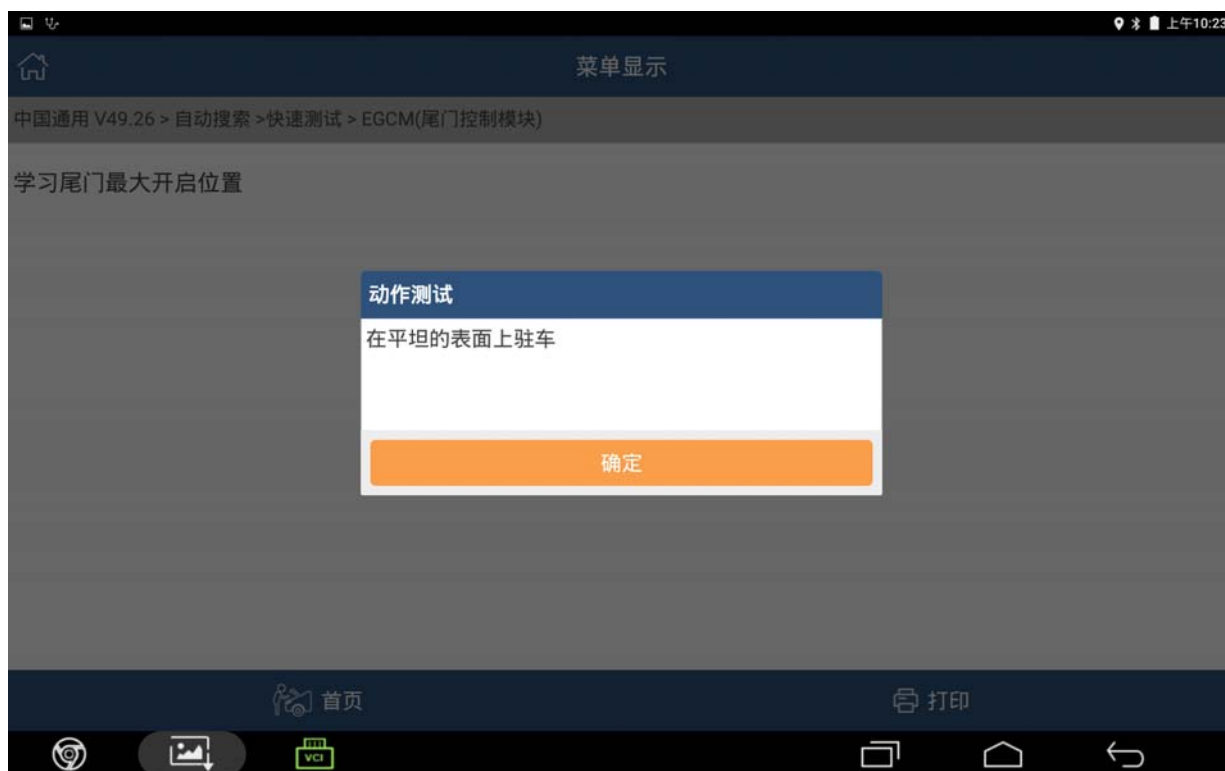 上午10:23
菜单显示
中国通用 V49.26 > 自动搜索 >快速测试 > EGCM(尾门控制模块)
学习尾门最大开启位置
动作测试
在平坦的表面上驻车
确定
首页
打印
VCI